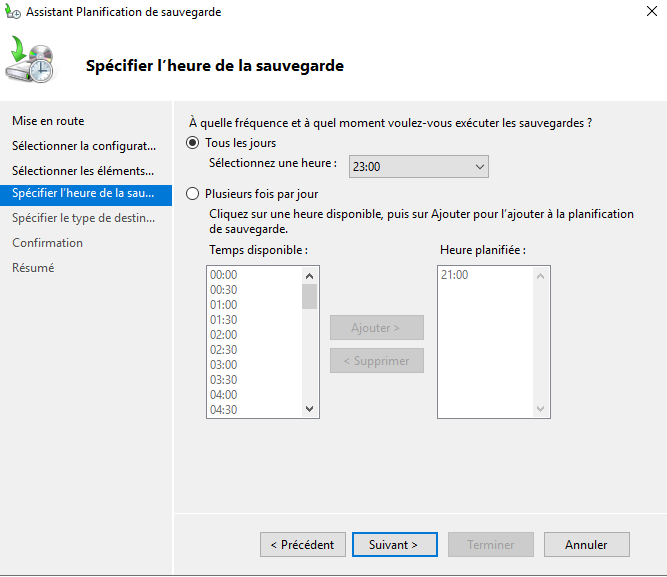 Assistant Planification de sauvegarde
Spécifier l'heure de la sauvegarde
Mise en route
Sélectionner la configurat...
Sélectionner les éléments...
Spécifier l'heure de la sau...
Spécifier le type de destin...
Confirmation
Résumé
À quelle fréquence et à quel moment voulez-vous exécuter les sauvegardes ?
Tous les jours
Sélectionnez une heure : 23:00
Plusieurs fois par jour
Cliquez sur une heure disponible, puis sur Ajouter pour l'ajouter à la planification
de sauvegarde.
Temps disponible :
00:00
00:30
01:00
01:30
02:00
02:30
03:00
03:30
04:00
04:30
Ajouter >
< Supprimer
Heure planifiée :
21:00
< Précédent Suivant > Terminer Annuler